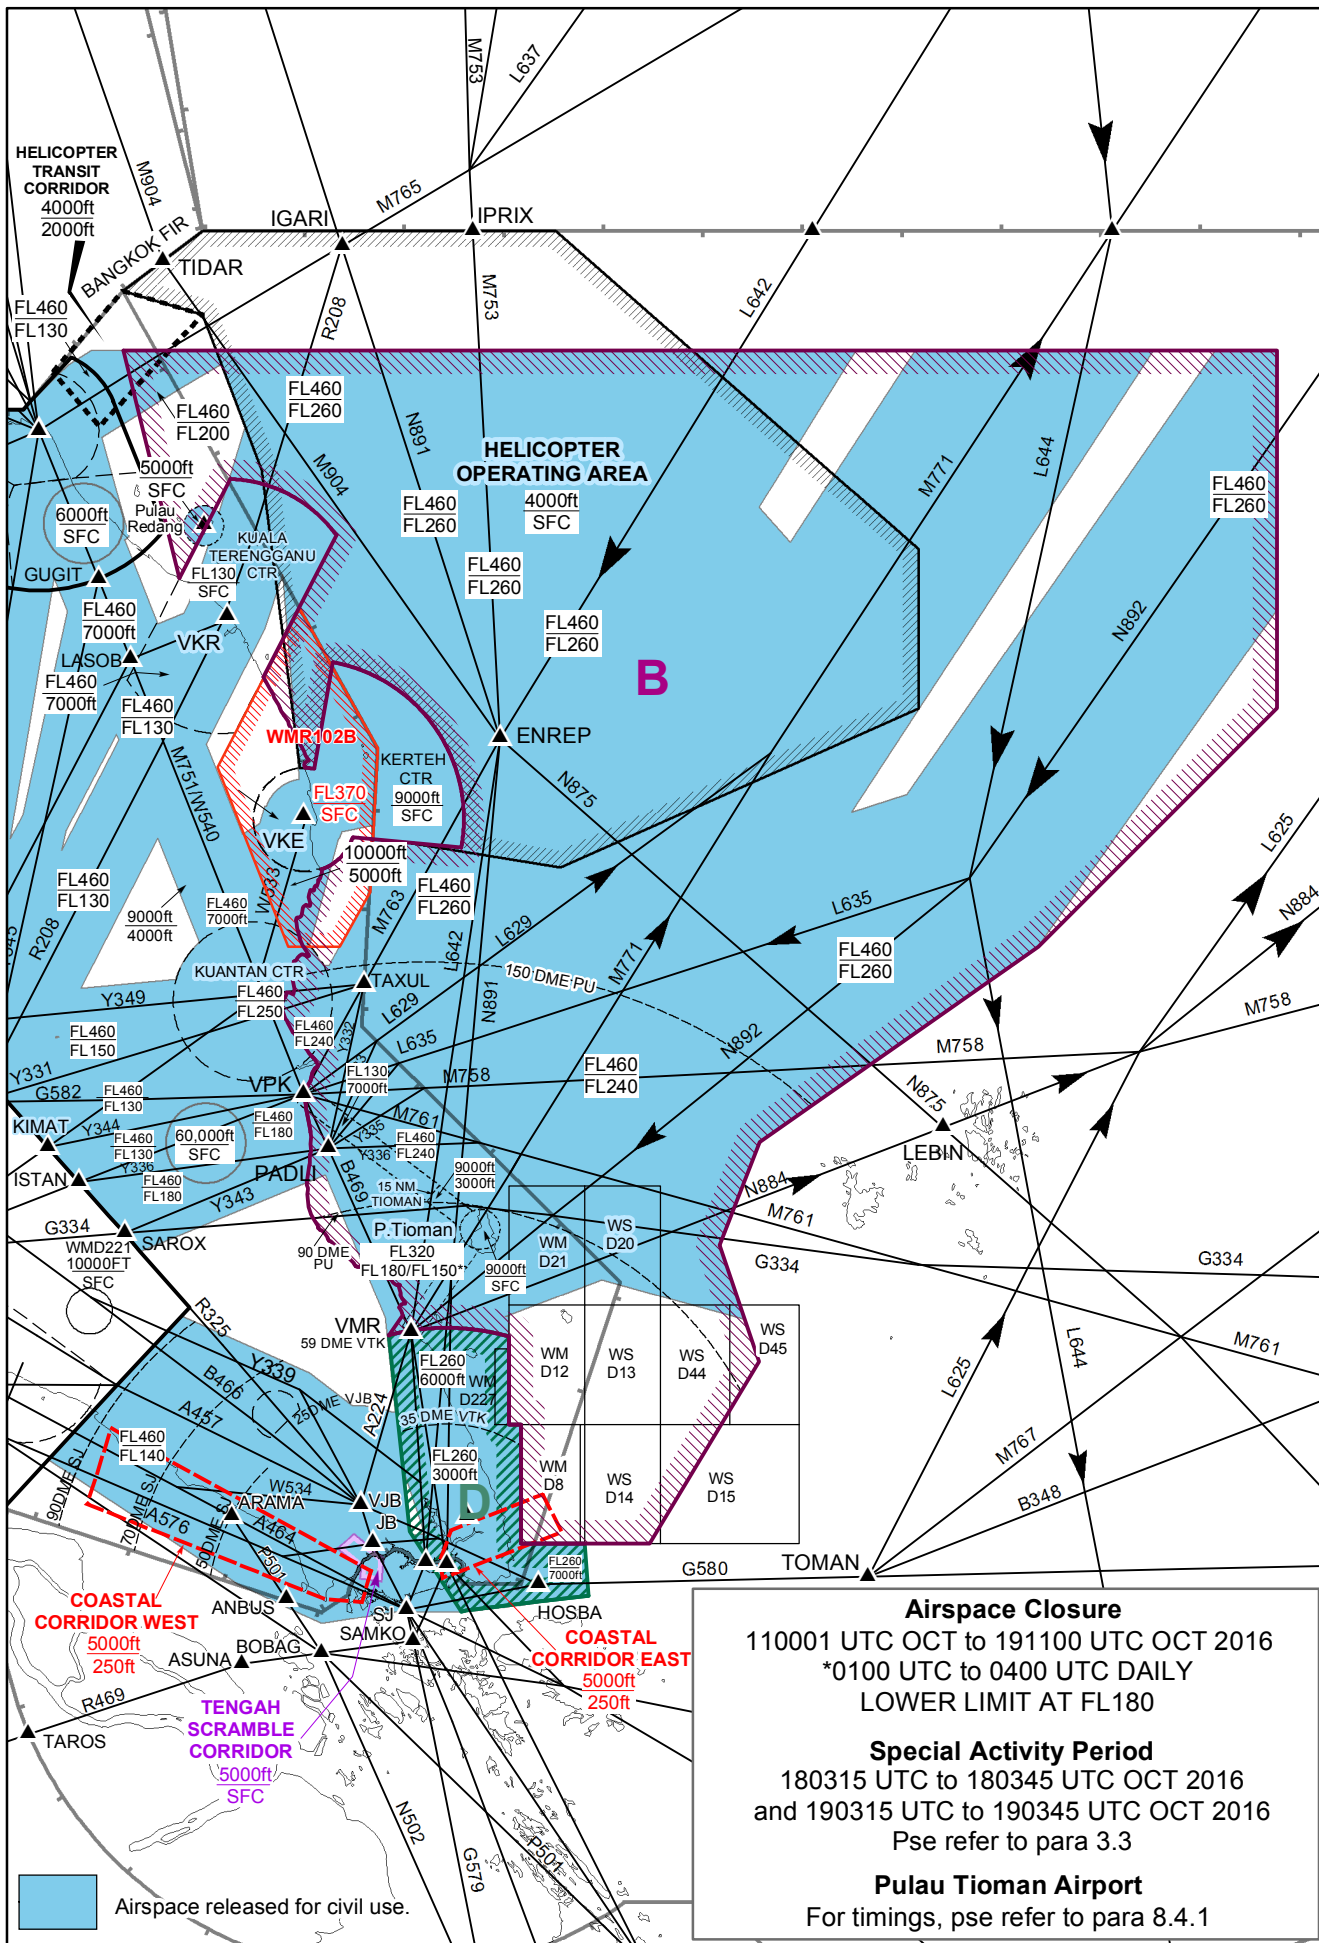 M753
L637
HELICOPTER
TRANSIT
CORRIDOR
4000ft
2000ft
M904
M765
IGARI
IPRIX
BANGKOK FIR
TIDAR
M753
R208
L642
FL460
FL130
FL460
FL260
FL460
FL200
N891
M904
HELICOPTER
OPERATING AREA
4000ft
SFC
M771
L644
FL460
FL260
FL460
FL260
5000ft
SFC
Pulau
Redang
6000ft
SFC
KUALA
TERENGGANU
CTR
FL130
SFC
GUGIT
FL460
FL260
FL460
7000ft
FL460
FL260
VKR
N892
LASOB
FL460
7000ft
FL460
FL130
B
WMR102B
ENREP
M751/W540
KERTEH
CTR
9000ft
SFC
FL370
SFC
N875
VKE
10000ft
5000ft
L625
FL460
FL130
FL460
FL260
W533
9000ft
4000ft
FL460
7000ft
R208
M763
L629
L635
N884
L642
M771
FL460
FL260
KUANTAN CTR
150 DME PU
TAXUL
Y349
FL460
FL250
N891
L629
FL460
FL150
FL460
FL240
Y332
L635
N892
M758
M758
Y331
G582
VPK
FL130
7000ft
M758
FL460
FL240
N875
KIMAT
FL460
FL130
M761
Y344
FL460
FL130
60,000ft
SFC
FL460
FL180
Y335
Y336
FL460
FL240
LEBIN
ISTAN
Y336
FL460
FL180
PADLI
9000ft
3000ft
Y343
B469
15 NM
TIOMAN
N884
G334
SAROX
P.Tioman
WM
D21
WS
D20
M761
G334
G334
WMD221
10000FT
SFC
90 DME
PU
FL320
FL180/FL150*
9000ft
SFC
R325
VMR
59 DME VTK
WS
D45
M761
L644
Y339
B466
FL260
6000ft
WM
D12
WS
D13
WS
D44
L625
WM
D227
A457
25DME VJB
A224
35 DME VTK
FL460
FL140
FL260
3000ft
M767
90DME SJ
70DME SJ
50DME SJ
W534
WM
D8
WS
D14
WS
D15
B348
ARAMA
VJB
D
A576
A464
JB
P501
FL260
7000ft
G580
TOMAN
COASTAL
CORRIDOR WEST
5000ft
250ft
ANBUS
SJ
HOSBA
SAMKO
BOBAG
ASUNA
COASTAL
CORRIDOR EAST
5000ft
250ft
R469
TENGAH
SCRAMBLE
CORRIDOR
5000ft
SFC
TAROS
N502
G579
P501
Airspace Closure
110001 UTC OCT to 191100 UTC OCT 2016
*0100 UTC to 0400 UTC DAILY
LOWER LIMIT AT FL180
Special Activity Period
180315 UTC to 180345 UTC OCT 2016
and 190315 UTC to 190345 UTC OCT 2016
Pse refer to para 3.3
Pulau Tioman Airport
For timings, pse refer to para 8.4.1
Airspace released for civil use.